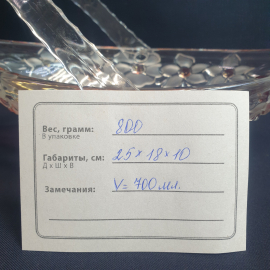 Вес, грамм: 800
В упаковке
Габариты, см: 25 х 18 х 10
Д х Ш х В
Замечания: V = 700 мл.